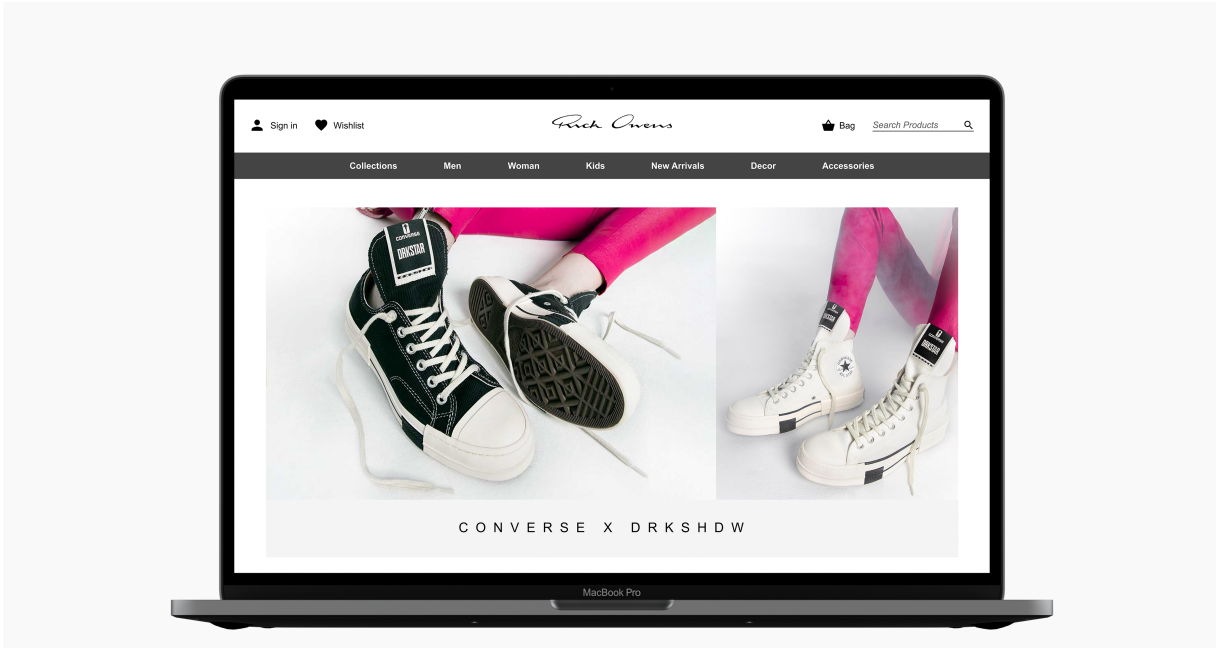 Sign in
Wishlist
Rick Owens
Bag
Search Products
Collections
Men
Woman
Kids
New Arrivals
Decor
Accessories
CONVERSE
DRKSTAR
CONVERSE
DRKSTAR
CONVERSE X DRKSHDW
MacBook Pro